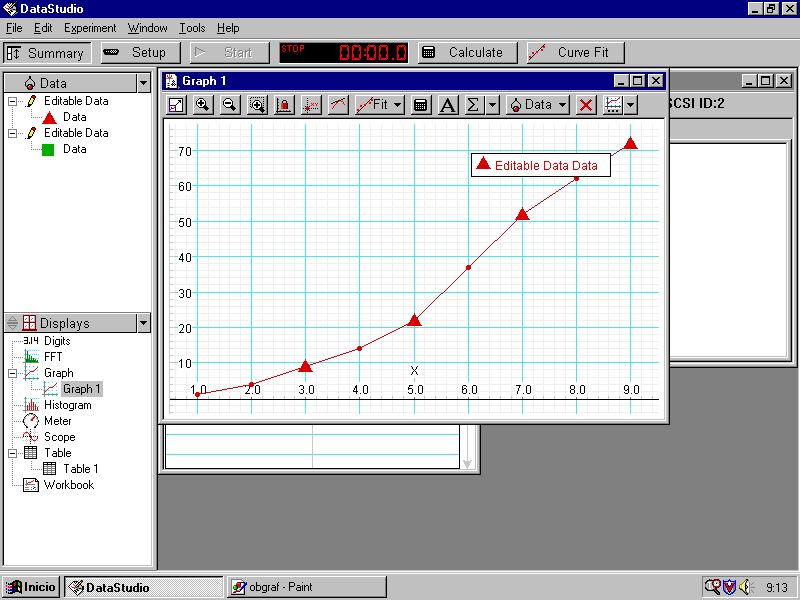 DataStudio
File Edit Experiment Window Tools Help
Summary Setup Start STOP 00:00.0 Calculate Curve Fit
Data
Editable Data
Data
Editable Data
Data
Displays
3.14 Digits
FFT
Graph
Graph 1
Histogram
Meter
Scope
Table
Table 1
Workbook
Graph 1
Fit A Σ Data
SCSI ID:2
Editable Data Data
70
60
50
40
30
20
10
X
1.0 2.0 3.0 4.0 5.0 6.0 7.0 8.0 9.0
Inicio DataStudio obgraf - Paint 9:13